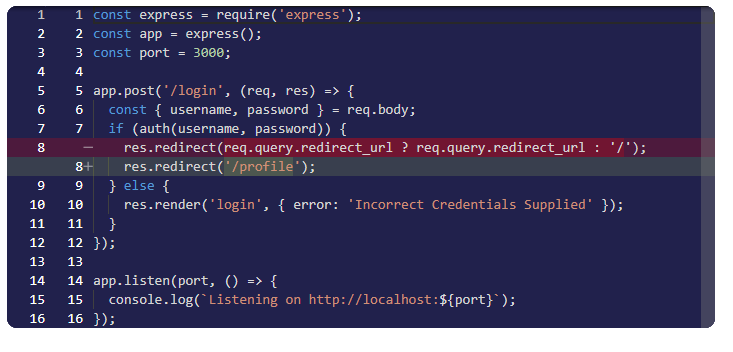 1 1 const express = require('express');
2 2 const app = express();
3 3 const port = 3000;
4 4
5 5 app.post('/login', (req, res) => {
6 6 const { username, password } = req.body;
7 7 if (auth(username, password)) {
8 − res.redirect(req.query.redirect_url ? req.query.redirect_url : '/');
8+ res.redirect('/profile');
9 9 } else {
10 10 res.render('login', { error: 'Incorrect Credentials Supplied' });
11 11 }
12 12 });
13 13
14 14 app.listen(port, () => {
15 15 console.log(`Listening on http://localhost:${port}`);
16 16 });